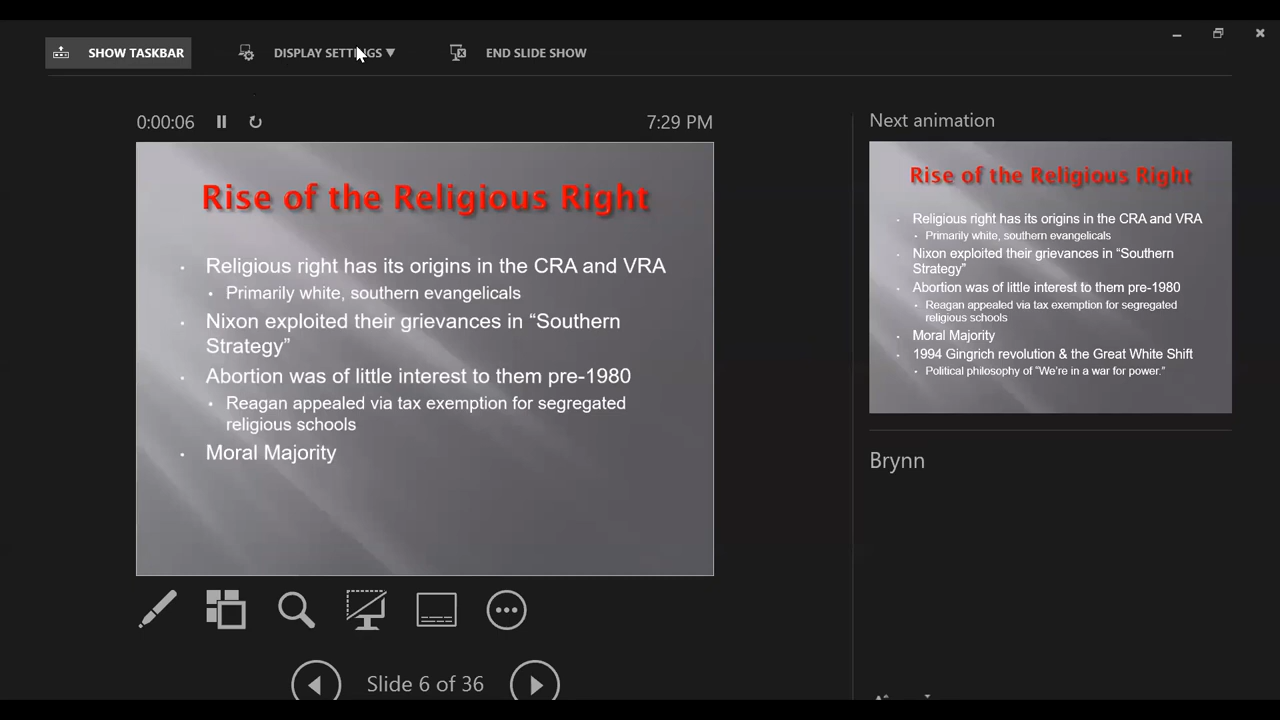 SHOW TASKBAR
DISPLAY SETTINGS ▼
END SLIDE SHOW
0:00:06
7:29 PM
Rise of the Religious Right
• Religious right has its origins in the CRA and VRA
• Primarily white, southern evangelicals
• Nixon exploited their grievances in “Southern
Strategy”
• Abortion was of little interest to them pre-1980
• Reagan appealed via tax exemption for segregated
religious schools
• Moral Majority
Slide 6 of 36
Next animation
Rise of the Religious Right
• Religious right has its origins in the CRA and VRA
• Primarily white, southern evangelicals
• Nixon exploited their grievances in “Southern
Strategy”
• Abortion was of little interest to them pre-1980
• Reagan appealed via tax exemption for segregated
religious schools
• Moral Majority
• 1994 Gingrich revolution & the Great White Shift
• Political philosophy of “We’re in a war for power.”
Brynn